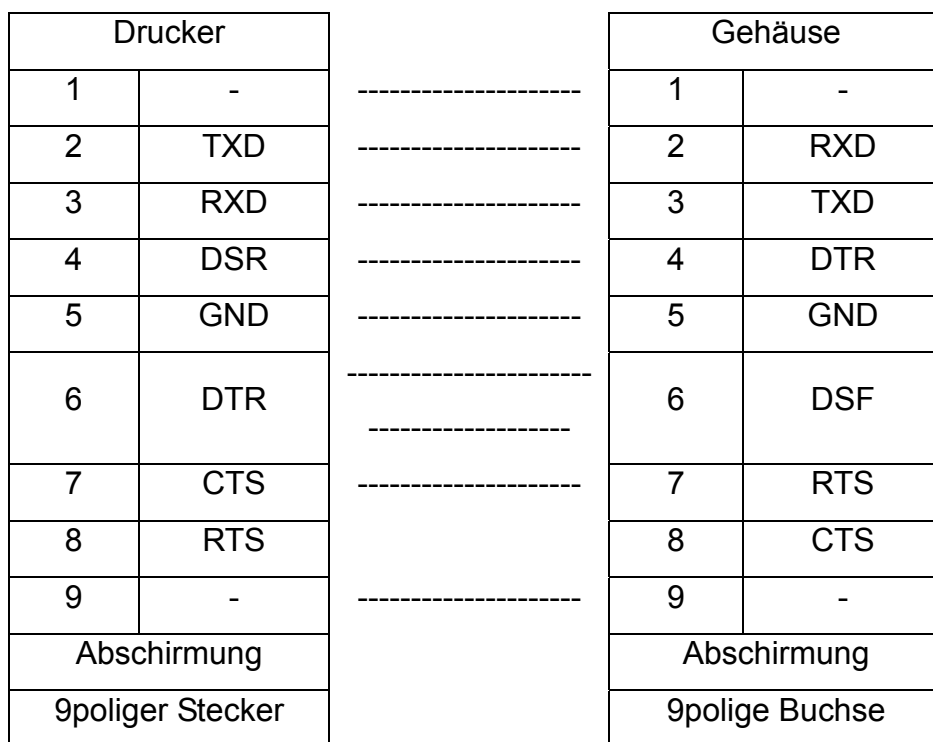 Drucker Gehäuse
1 - --------------------- 1 -
2 TXD --------------------- 2 RXD
3 RXD --------------------- 3 TXD
4 DSR --------------------- 4 DTR
5 GND --------------------- 5 GND
6 DTR ----------------------- 6 DSF
-------------------
7 CTS --------------------- 7 RTS
8 RTS 8 CTS
9 - --------------------- 9 -
Abschirmung Abschirmung
9poliger Stecker 9polige Buchse